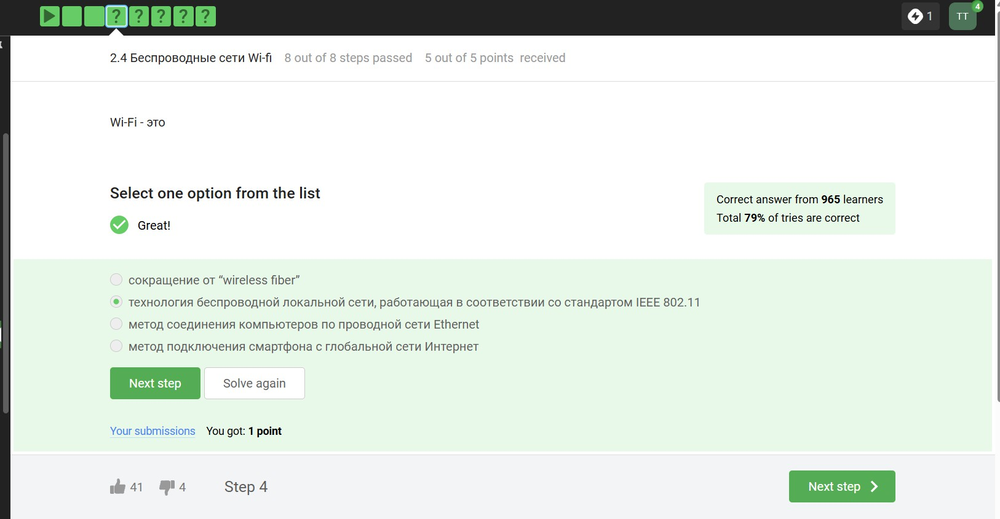 ? ? ? ? ?
1
TT
4
2.4 Беспроводные сети Wi-fi 8 out of 8 steps passed 5 out of 5 points received
Wi-Fi - это
Select one option from the list
Great!
Correct answer from 965 learners
Total 79% of tries are correct
сокращение от “wireless fiber”
технология беспроводной локальной сети, работающая в соответствии со стандартом IEEE 802.11
метод соединения компьютеров по проводной сети Ethernet
метод подключения смартфона с глобальной сети Интернет
Next step Solve again
Your submissions You got: 1 point
41 4 Step 4 Next step